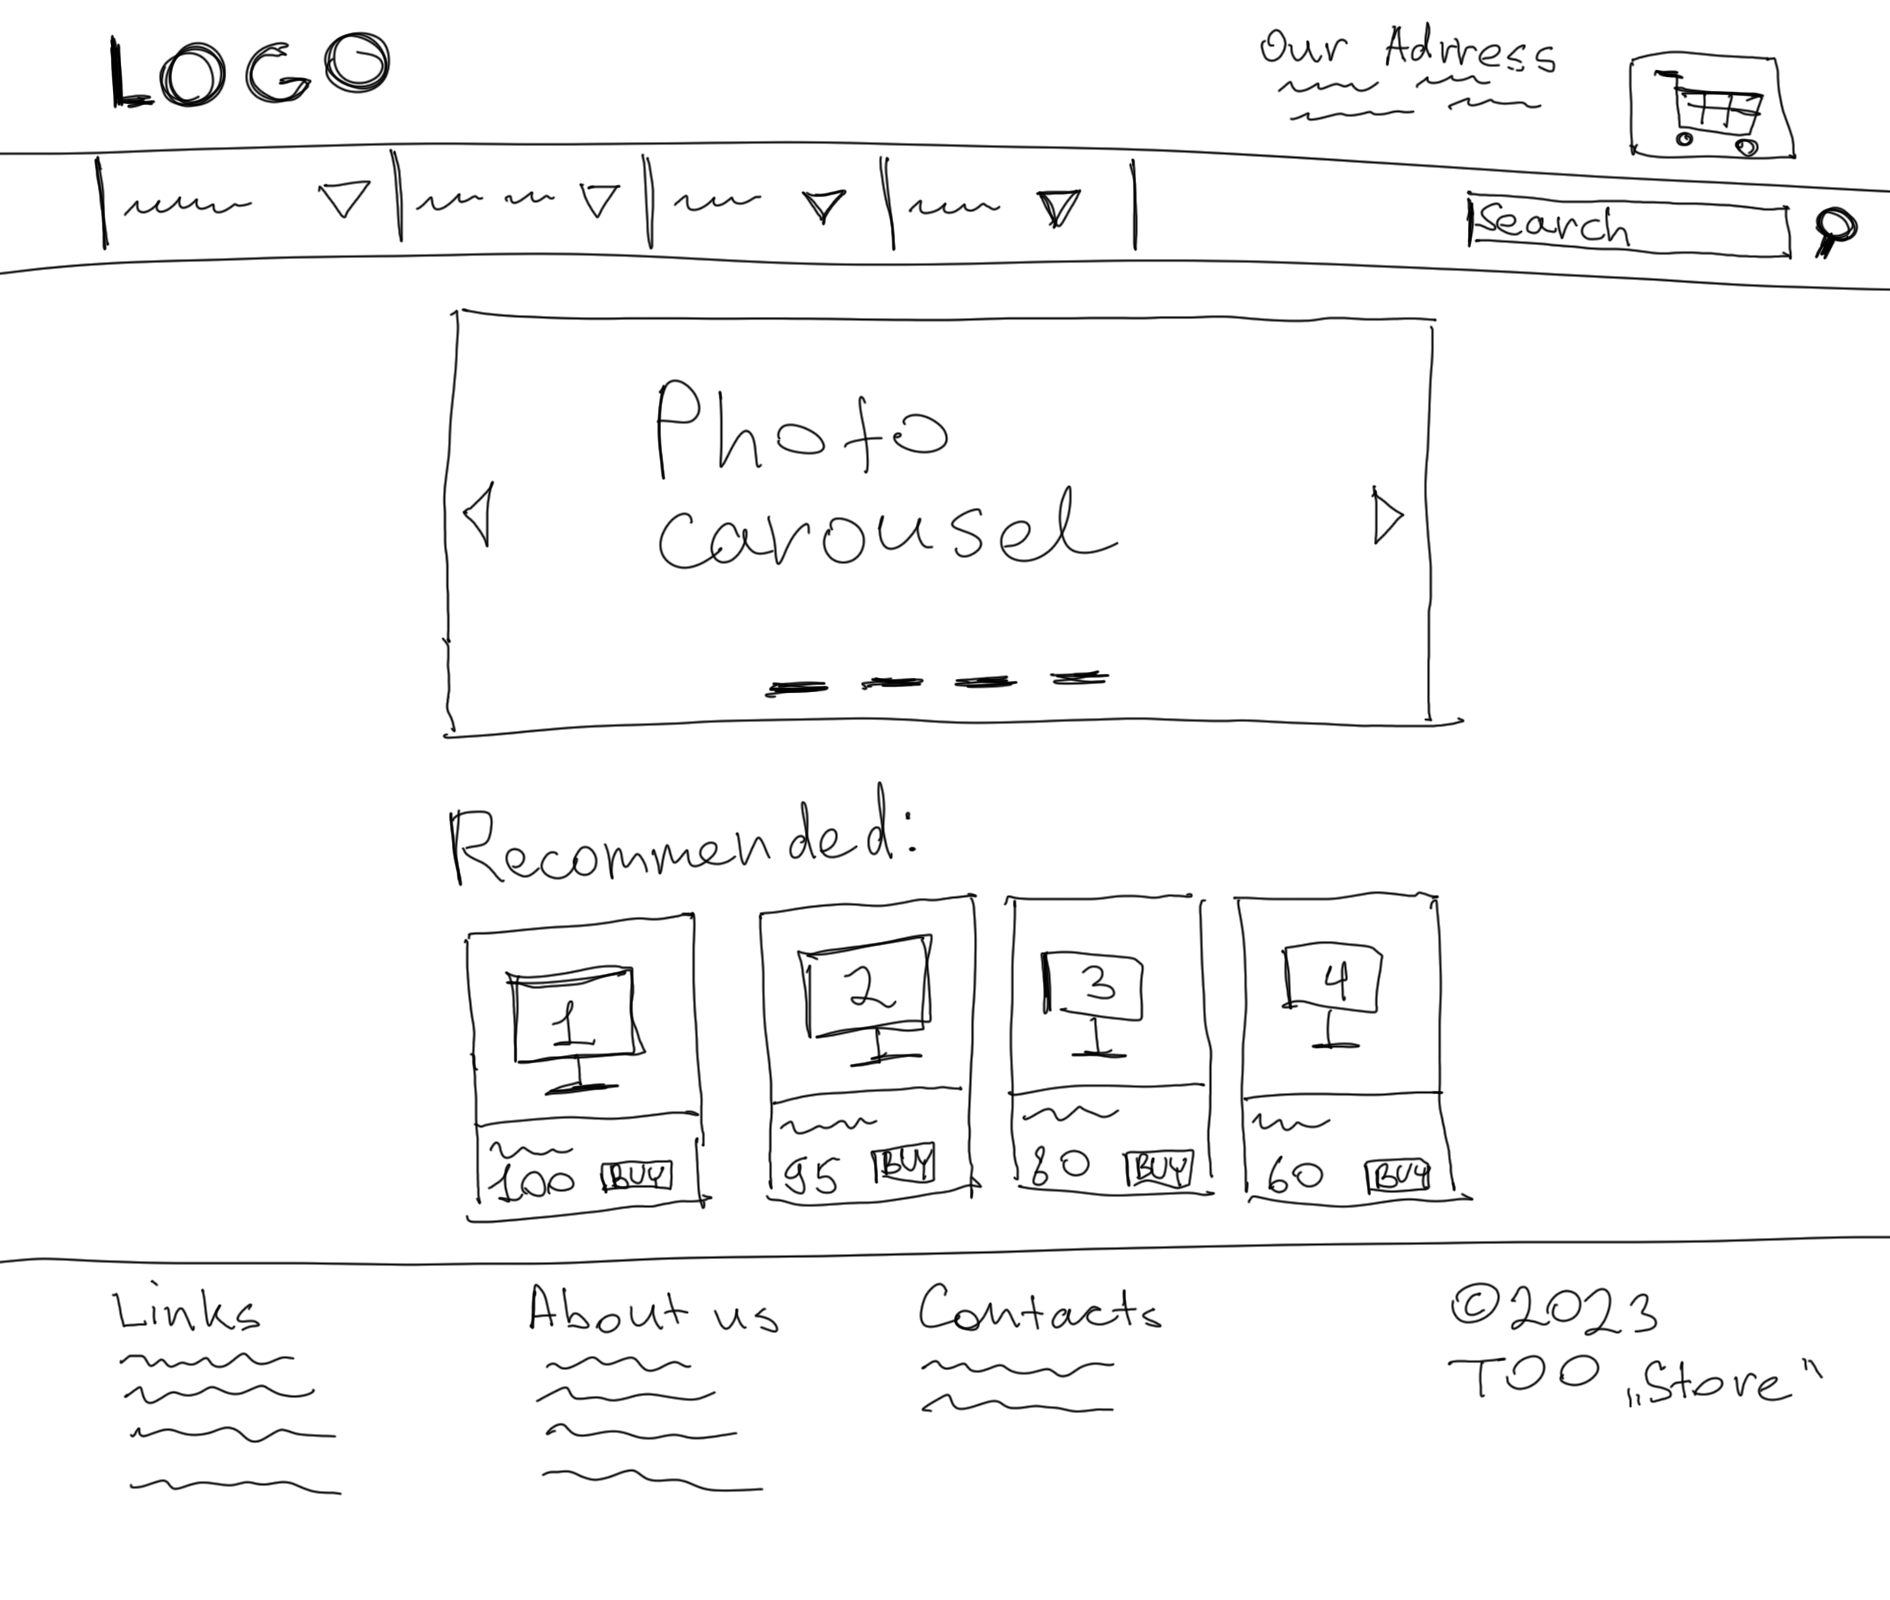 LOGO
Our Adrress
Search
Photo
carousel
Recommended:
1
2
3
4
100 BUY
95 BUY
80 BUY
60 BUY
Links
About us
Contacts
©2023
TOO „Store“